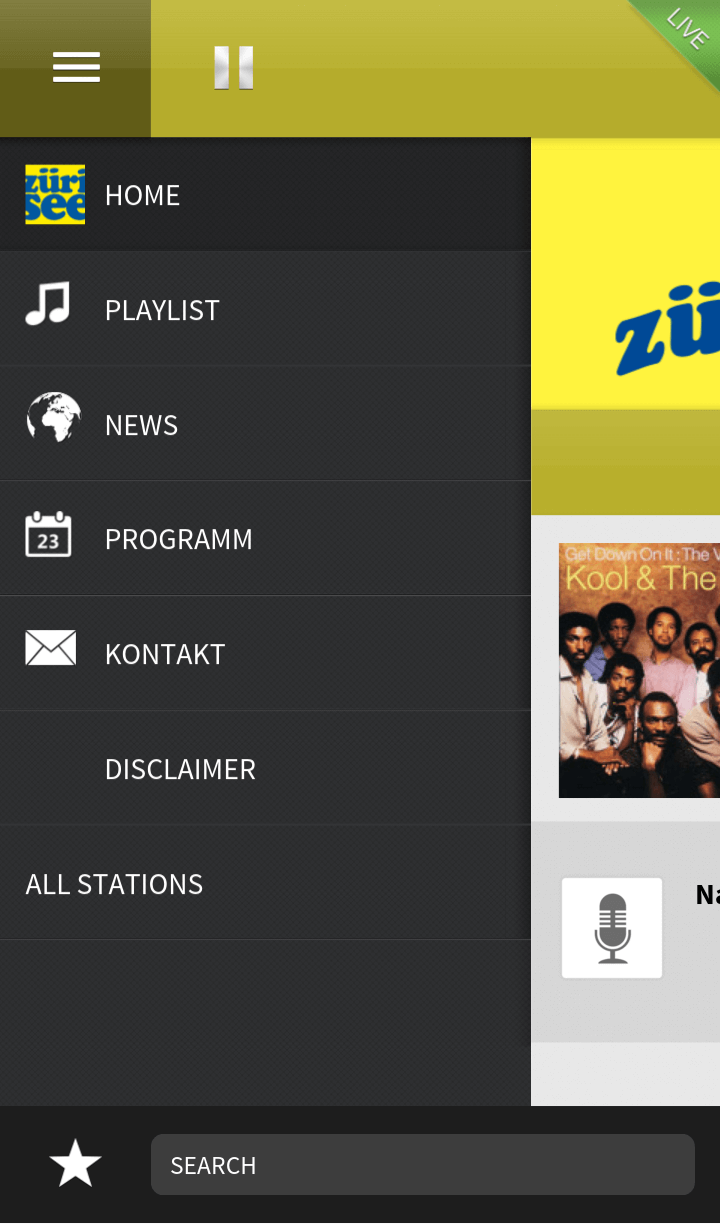 LIVE
züri
see
HOME
PLAYLIST
NEWS
23
PROGRAMM
KONTAKT
DISCLAIMER
ALL STATIONS
zü
Get Down On It : The V
Kool & The
SEARCH